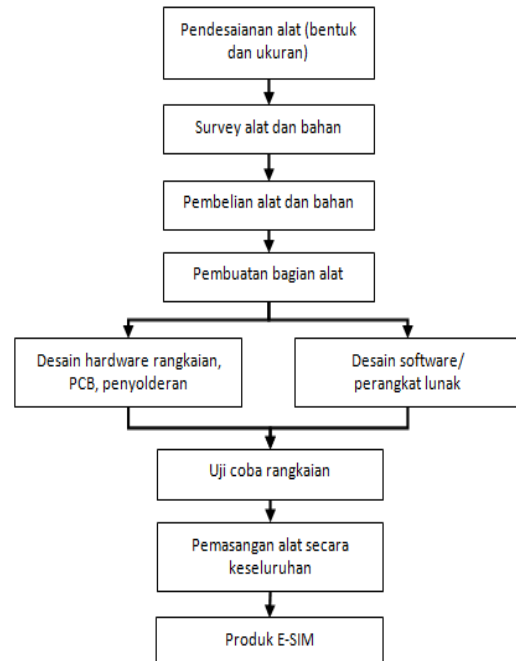 Pendesaianan alat (bentuk
dan ukuran)
Survey alat dan bahan
Pembelian alat dan bahan
Pembuatan bagian alat
Desain hardware rangkaian,
PCB, penyolderan
Desain software/
perangkat lunak
Uji coba rangkaian
Pemasangan alat secara
keseluruhan
Produk E-SIM